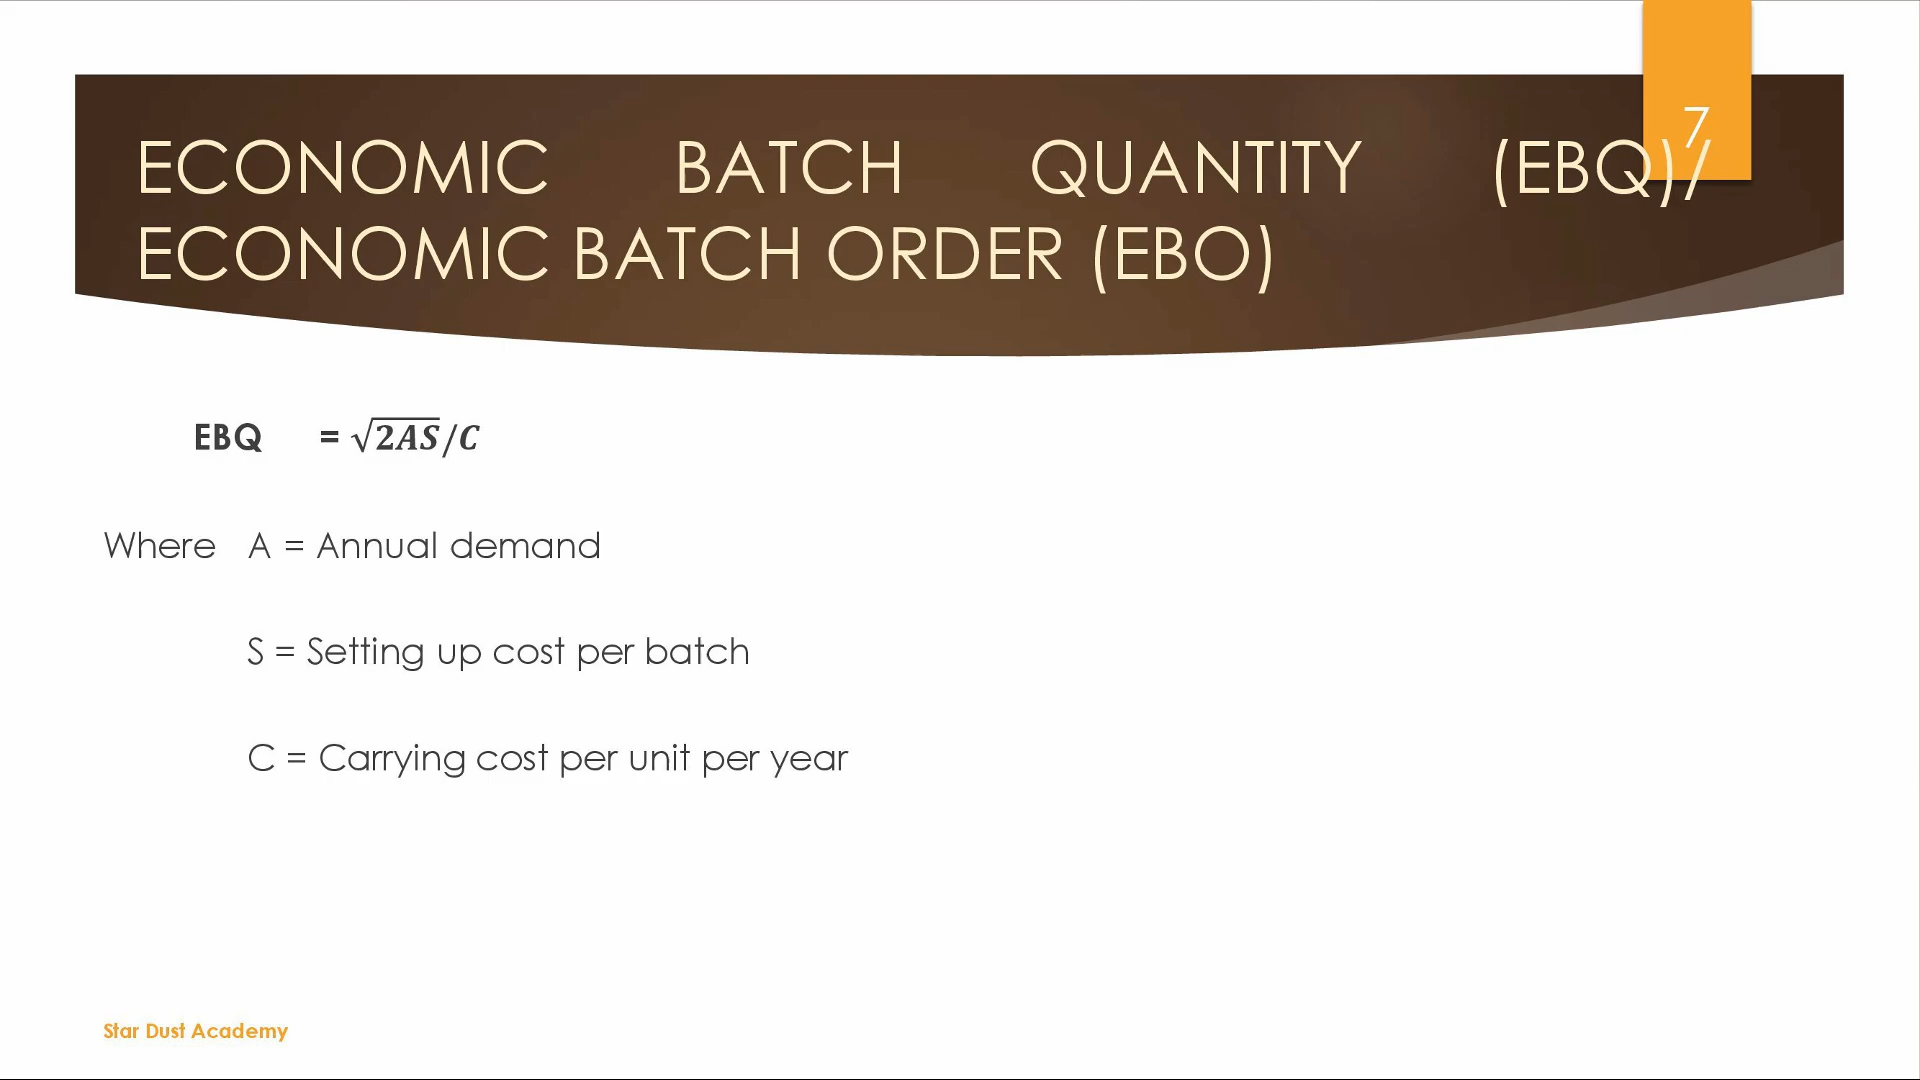 7
ECONOMIC BATCH QUANTITY (EBQ)/
ECONOMIC BATCH ORDER (EBO)
EBQ = √2AS/C
Where A = Annual demand
S = Setting up cost per batch
C = Carrying cost per unit per year
Star Dust Academy